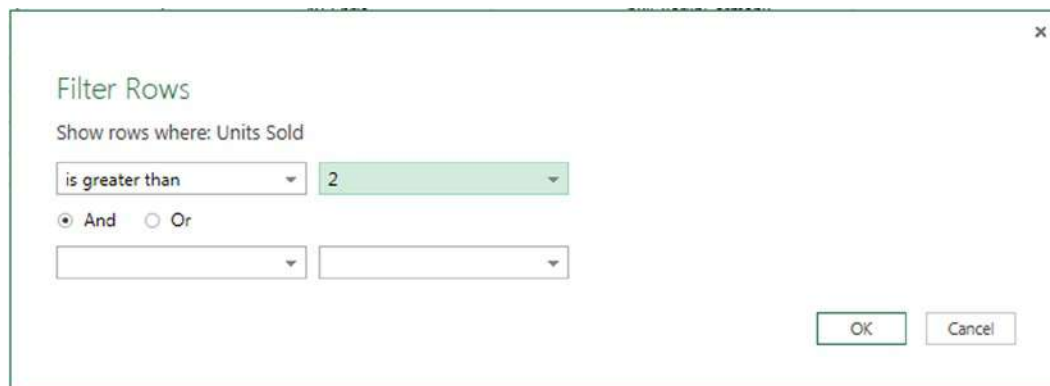 Filter Rows
Show rows where: Units Sold
is greater than 2
And Or
OK Cancel